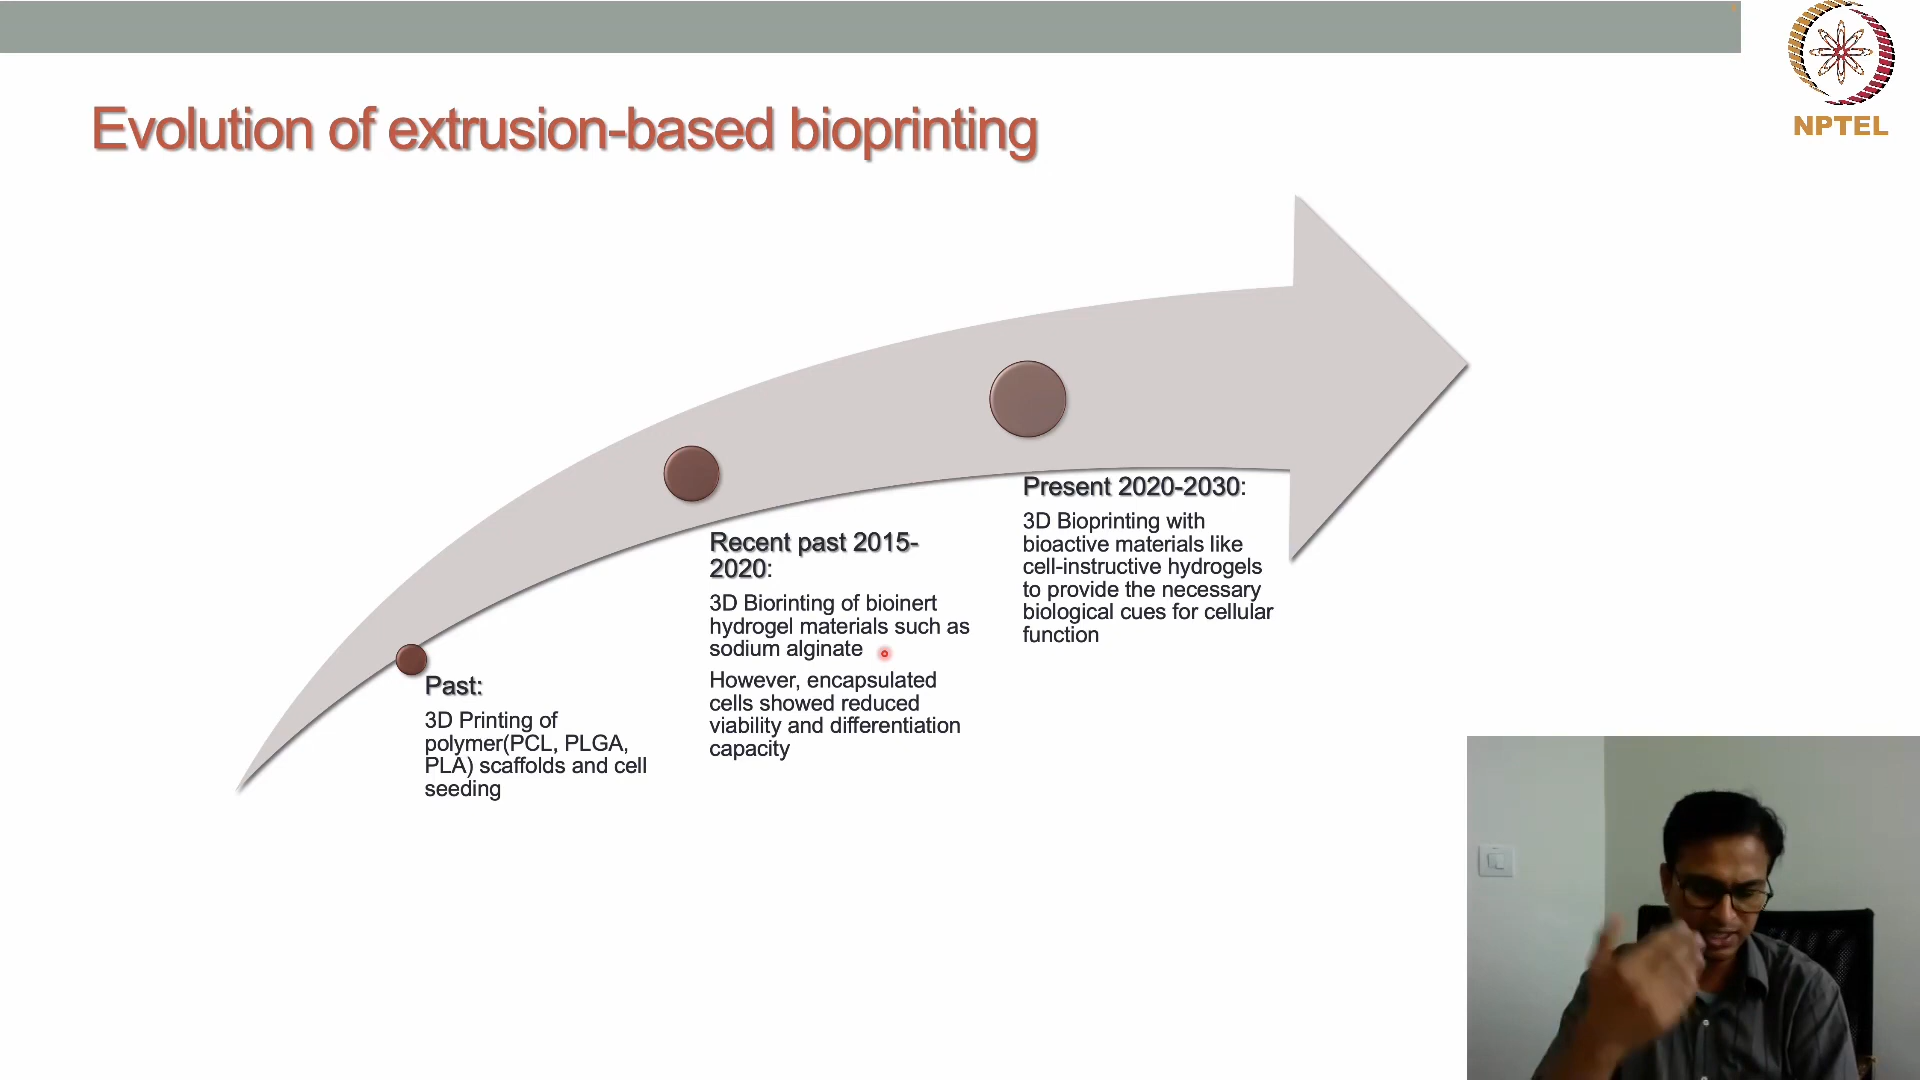 NPTEL
Evolution of extrusion-based bioprinting
Past:
3D Printing of
polymer(PCL, PLGA,
PLA) scaffolds and cell
seeding
Recent past 2015-
2020:
3D Biorinting of bioinert
hydrogel materials such as
sodium alginate
However, encapsulated
cells showed reduced
viability and differentiation
capacity
Present 2020-2030:
3D Bioprinting with
bioactive materials like
cell-instructive hydrogels
to provide the necessary
biological cues for cellular
function